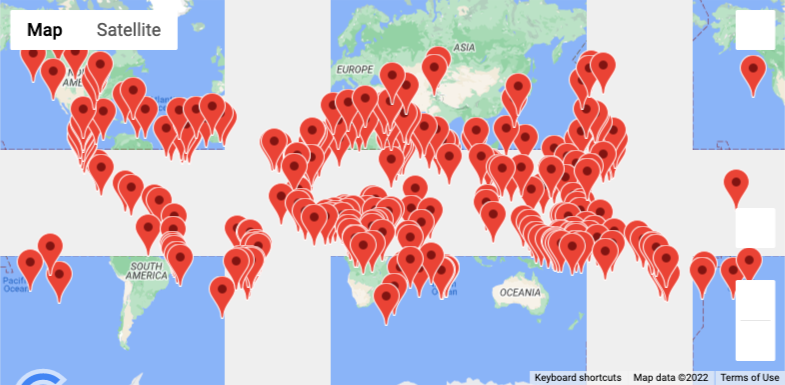 Map
Satellite
ASIA
EUROPE
SOUTH
AMERICA
Pacific
Ocean
OCEANIA
Keyboard shortcuts
Map data ©2022
Terms of Use